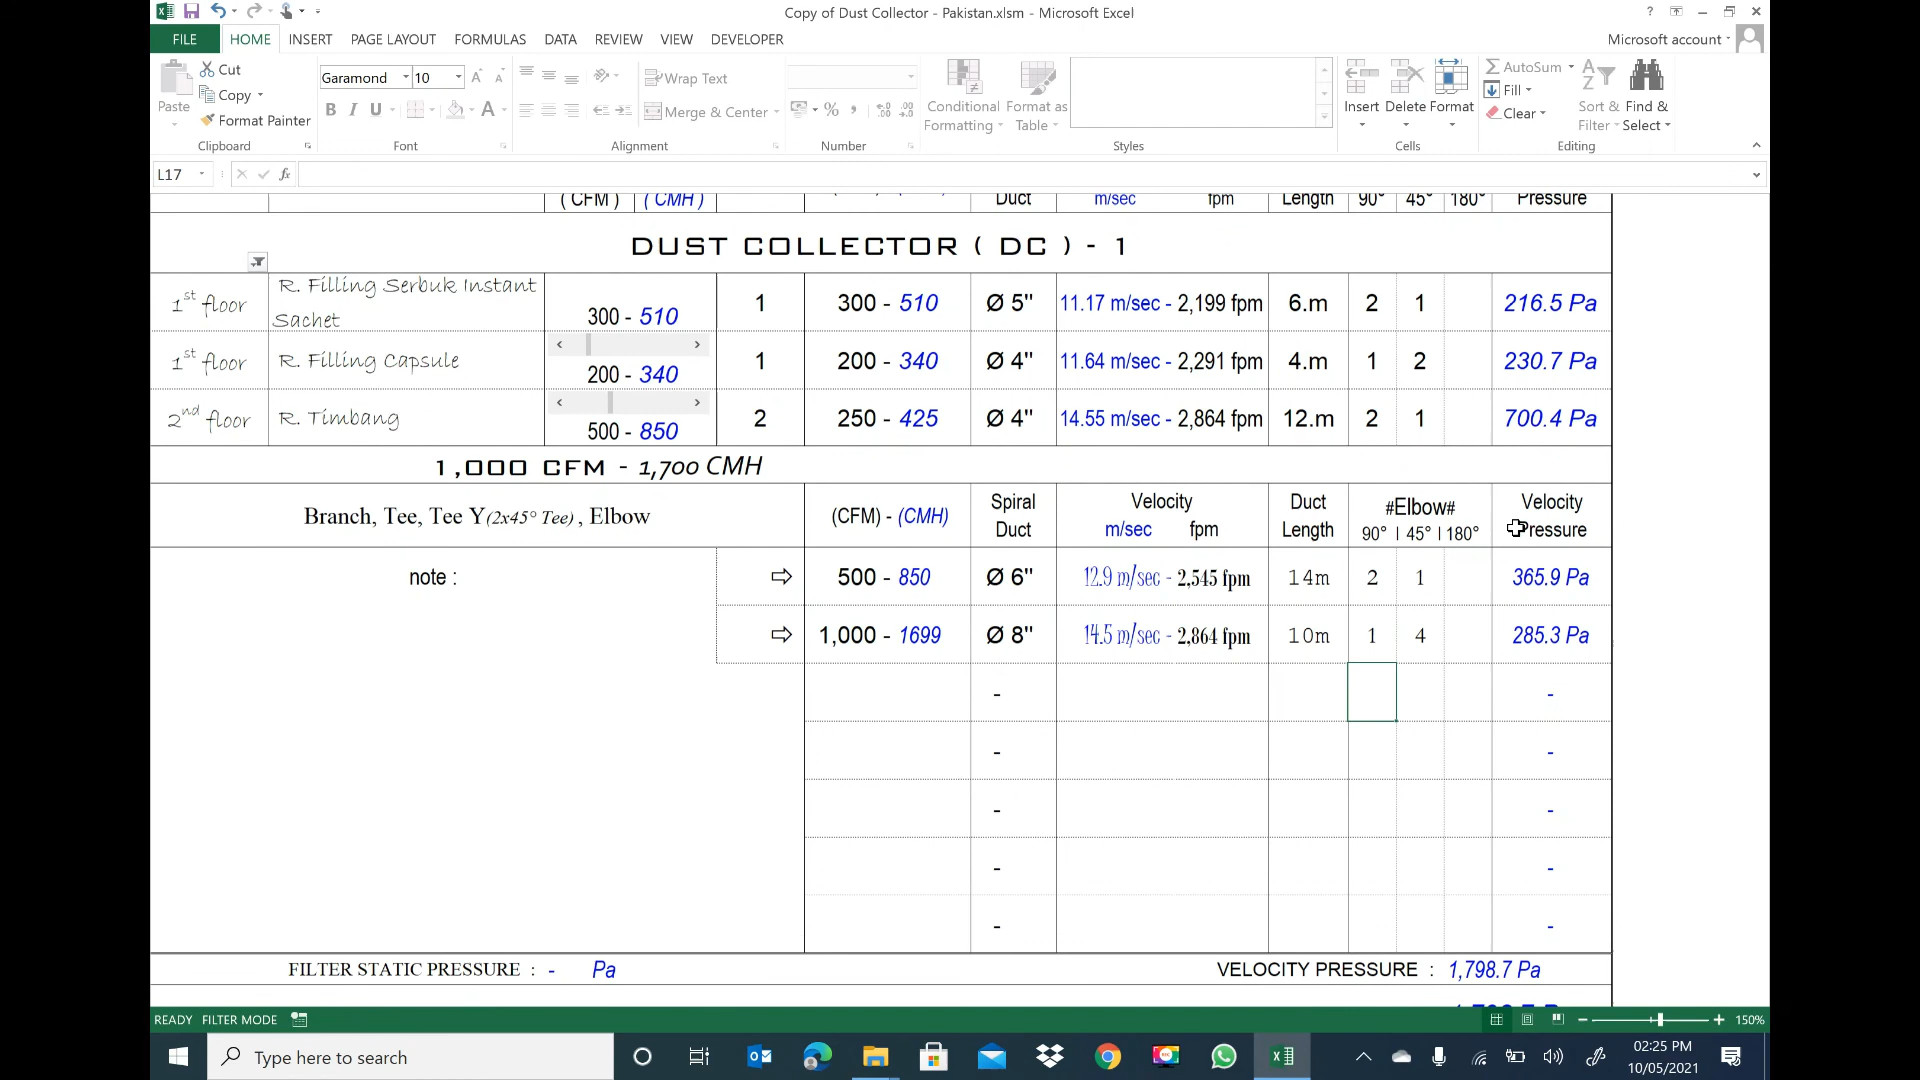 Copy of Dust Collector - Pakistan.xlsm - Microsoft Excel
FILE HOME INSERT PAGE LAYOUT FORMULAS DATA REVIEW VIEW DEVELOPER Microsoft account
Cut
Copy
Format Painter
Paste
Clipboard
Garamond 10
B I U A
Font
Wrap Text
Merge & Center
Alignment
%
Number
Conditional Formatting
Format as Table
Styles
Insert Delete Format
Cells
AutoSum
Fill
Clear
Sort & Filter
Find & Select
Editing
L17 fx
( CFM ) ( CMH ) Duct m/sec fpm Length 90° 45° 180° Pressure
DUST COLLECTOR ( DC ) - 1
1st floor R. Filling Serbuk Instant Sachet 300 - 510 1 300 - 510 Ø 5" 11.17 m/sec - 2,199 fpm 6.m 2 1 216.5 Pa
1st floor R. Filling Capsule 200 - 340 1 200 - 340 Ø 4" 11.64 m/sec - 2,291 fpm 4.m 1 2 230.7 Pa
2nd floor R. Timbang 500 - 850 2 250 - 425 Ø 4" 14.55 m/sec - 2,864 fpm 12.m 2 1 700.4 Pa
1,000 CFM - 1,700 CMH
Branch, Tee, Tee Y(2x45° Tee) , Elbow (CFM) - (CMH) Spiral Duct Velocity m/sec fpm Duct Length #Elbow# 90° I 45° I 180° Velocity Pressure
note : 500 - 850 Ø 6" 12.9 m/sec - 2,545 fpm 14m 2 1 365.9 Pa
1,000 - 1699 Ø 8" 14.5 m/sec - 2,864 fpm 10m 1 4 285.3 Pa
- -
- -
- -
- -
- -
FILTER STATIC PRESSURE : - Pa VELOCITY PRESSURE : 1,798.7 Pa
READY FILTER MODE 150%
Type here to search
02:25 PM
10/05/2021